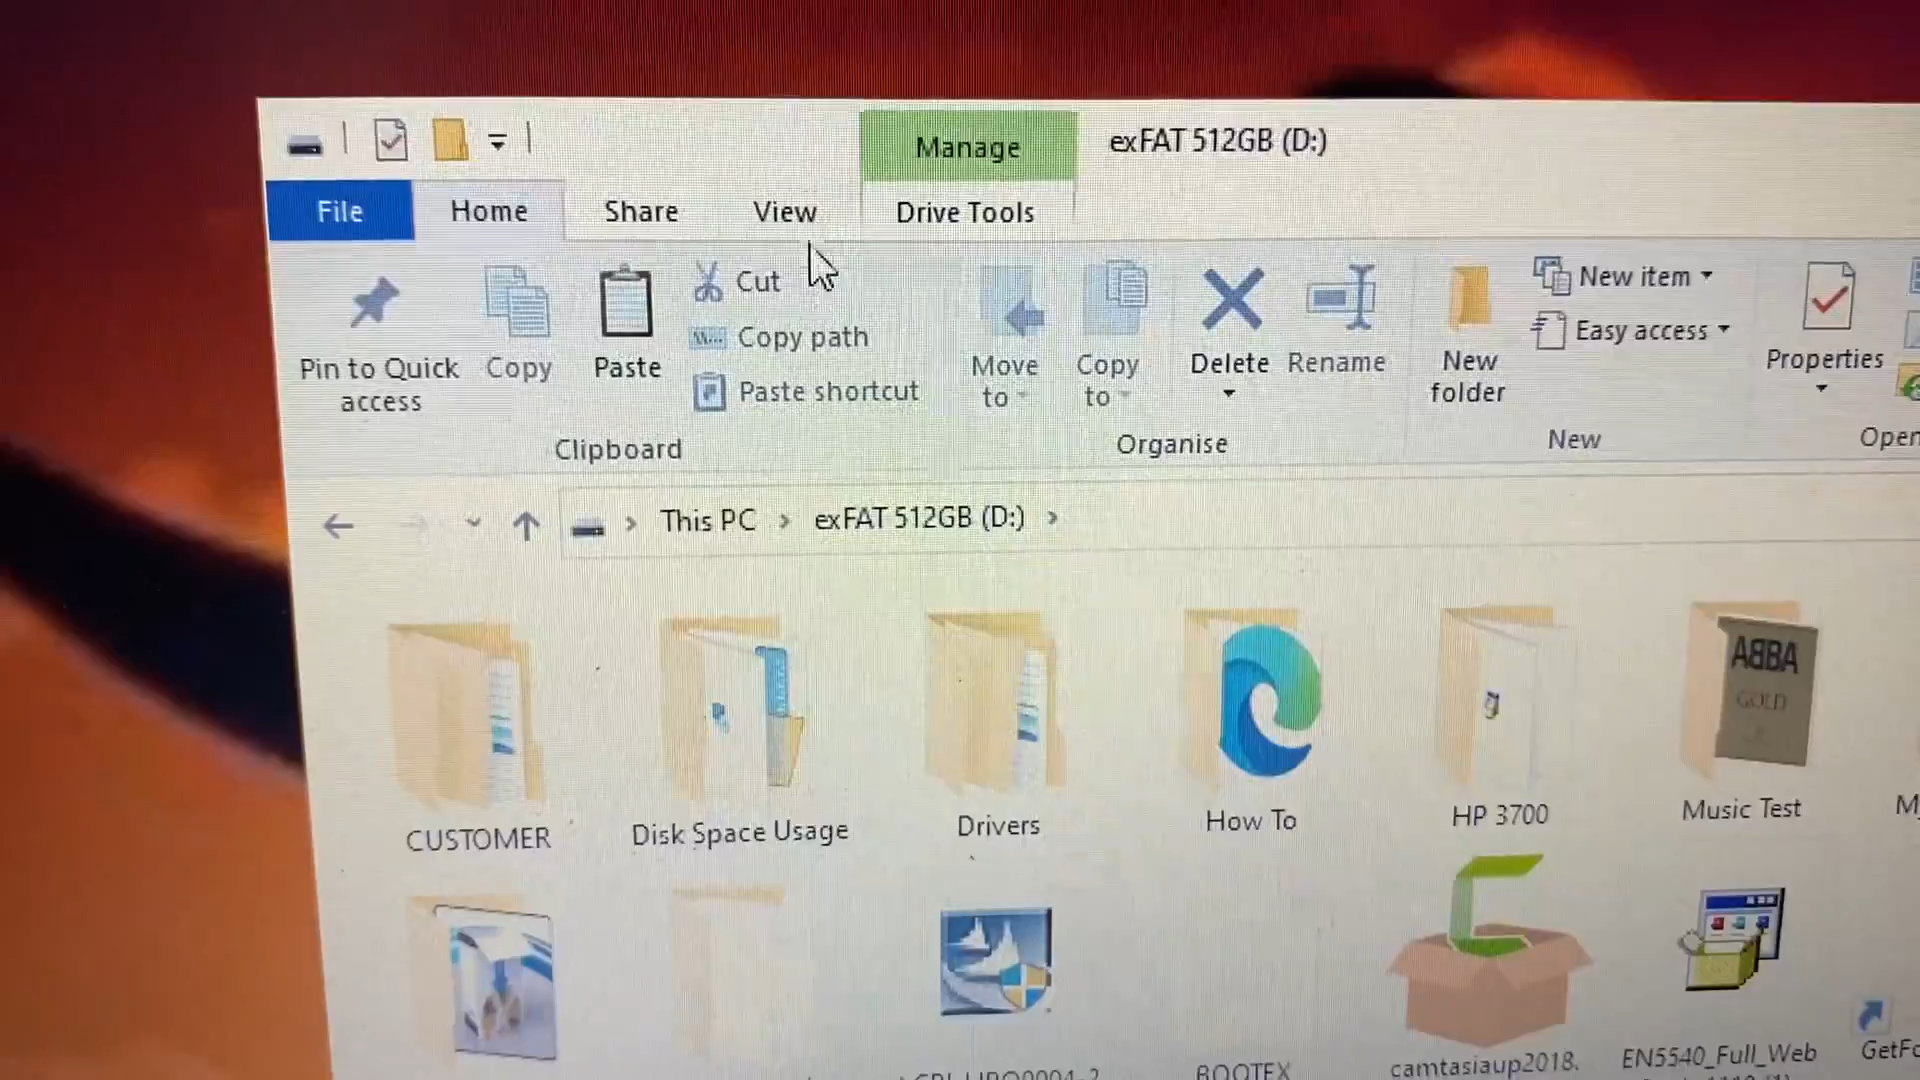 Manage
exFAT 512GB (D:)
File
Home
Share
View
Drive Tools
Pin to Quick
access
Copy
Paste
Cut
Copy path
Paste shortcut
Clipboard
Move
to
Copy
to
Delete
Rename
Organise
New
folder
New item
Easy access
New
Properties
Open
This PC
exFAT 512GB (D:)
CUSTOMER
Disk Space Usage
Drivers
How To
HP 3700
ABBA
GOLD
Music Test
BOOTEX
camtasiaup2018.
EN5540_Full_Web